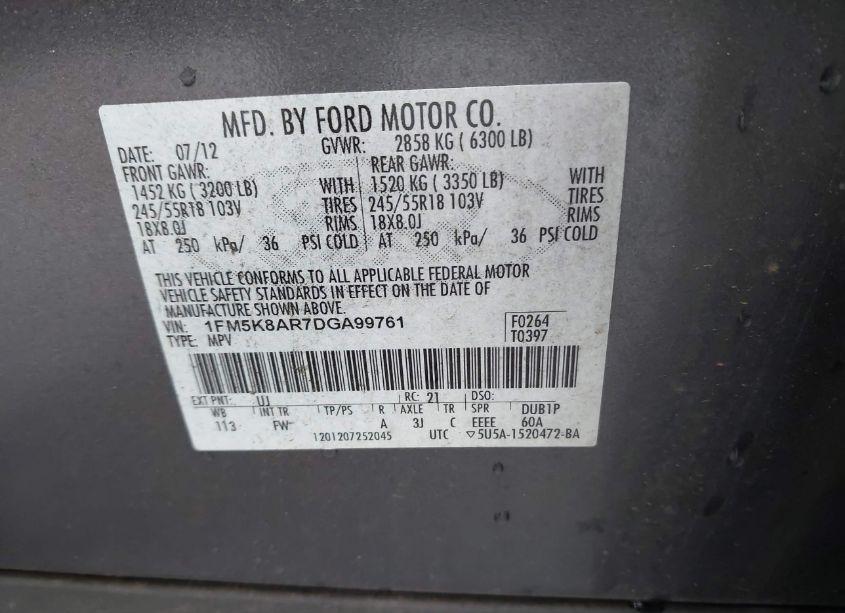 MFD. BY FORD MOTOR CO.
DATE: 07/12 GVWR: 2858 KG ( 6300 LB)
FRONT GAWR: REAR GAWR:
1452 KG ( 3200 LB) WITH 1520 KG ( 3350 LB) WITH
245/55R18 103V TIRES 245/55R18 103V TIRES
18X8.0J RIMS 18X8.0J RIMS
AT 250 kPa/ 36 PSI COLD AT 250 kPa/ 36 PSI COLD
THIS VEHICLE CONFORMS TO ALL APPLICABLE FEDERAL MOTOR
VEHICLE SAFETY STANDARDS IN EFFECT ON THE DATE OF
MANUFACTURE SHOWN ABOVE.
VIN: 1FM5K8AR7DGA99761 F0264
TYPE: MPV T0397
EXT PNT: UJ RC: 21 DSO:
WB INT TR TP/PS R AXLE TR SPR DUB1P
113 FW A 3J C EEEE 60A
1201207252045 UTC ▽5U5A-1520472-BA